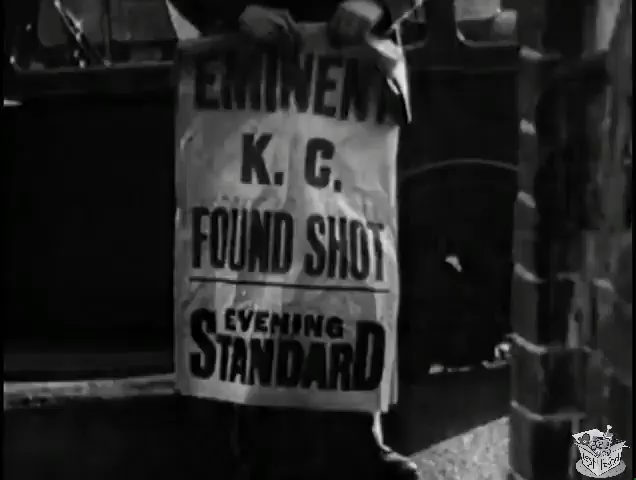 EMINENT
K. C.
FOUND SHOT
EVENING
STANDARD